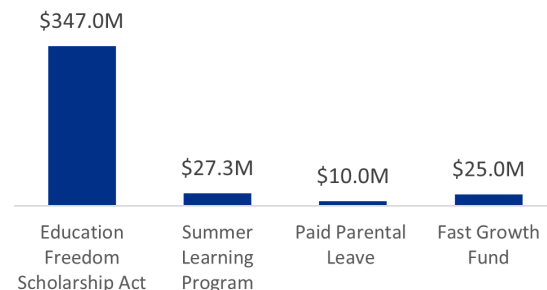 $347.0M
$27.3M
$10.0M
$25.0M
Education
Freedom
Scholarship Act
Summer
Learning
Program
Paid Parental
Leave
Fast Growth
Fund